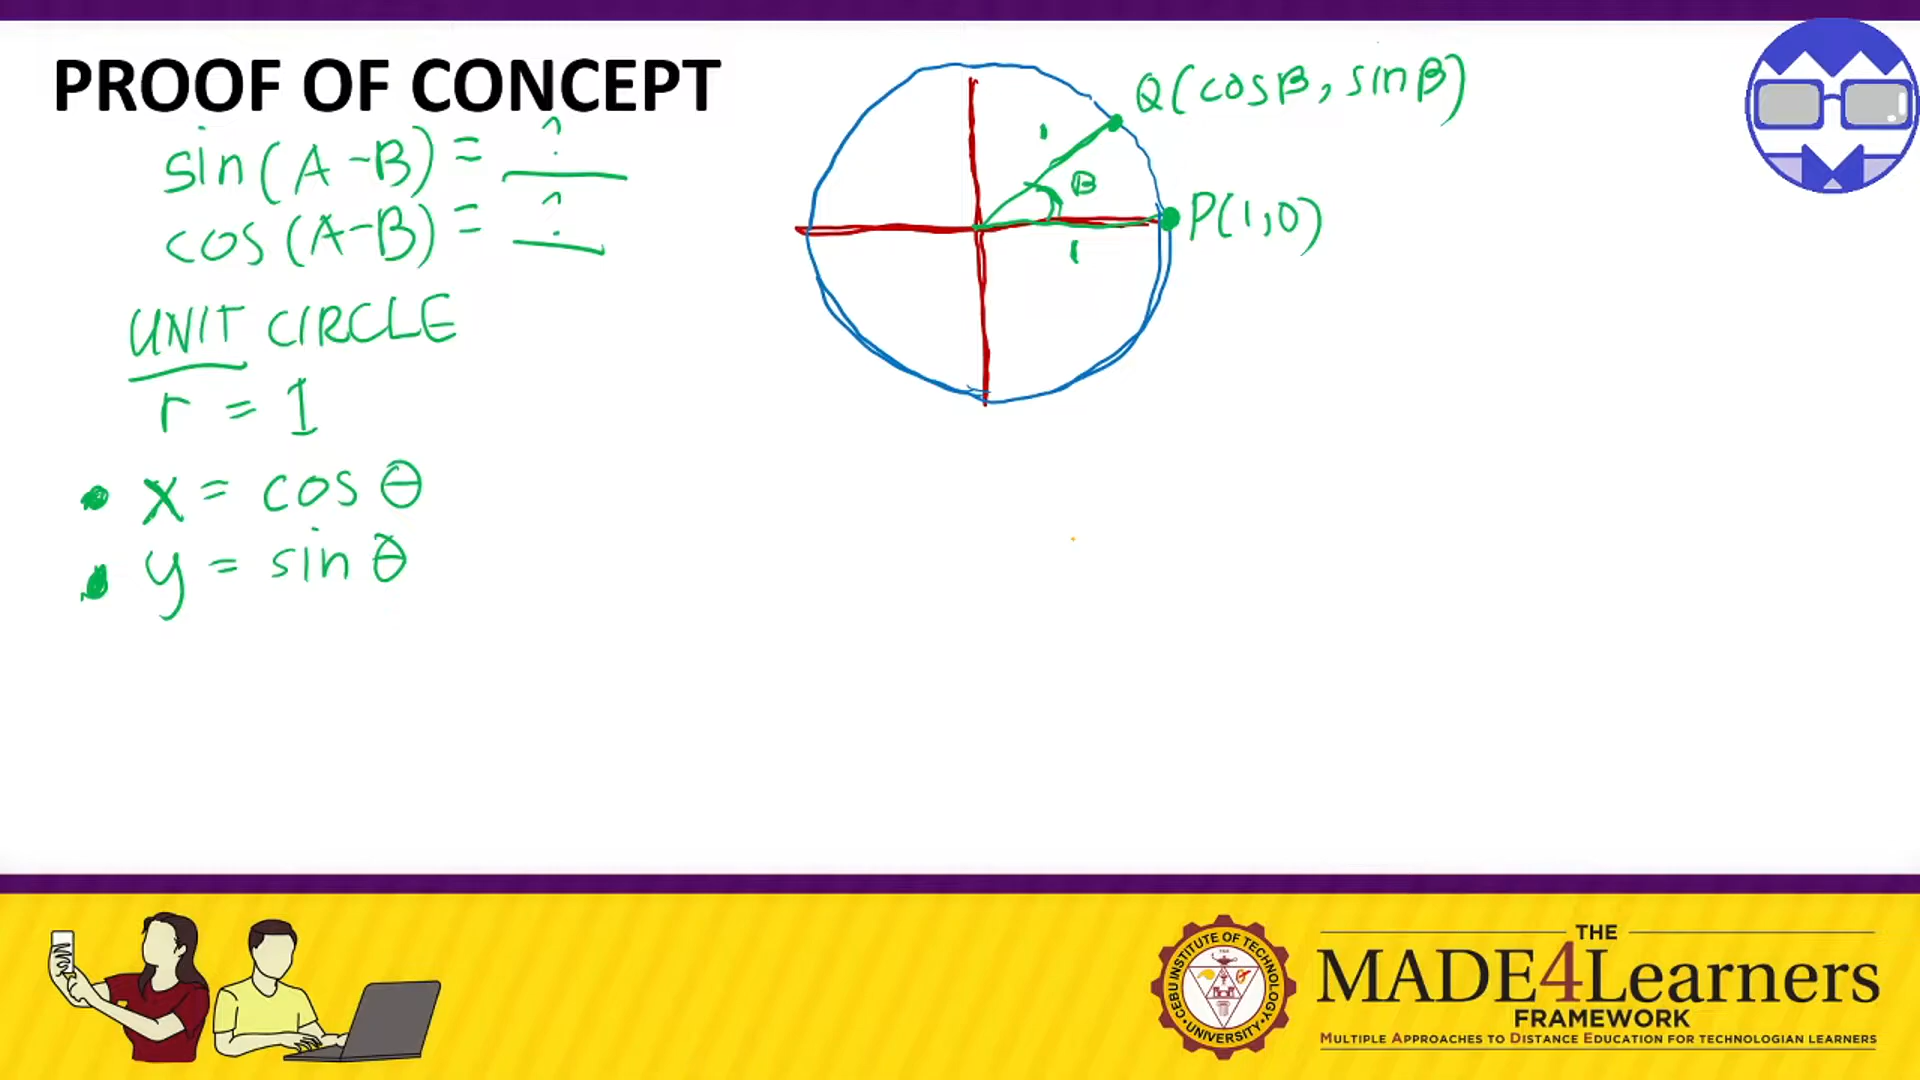 PROOF OF CONCEPT
sin(A-B) = ?
cos(A-B) = ?
UNIT CIRCLE
r = 1
• x = cos θ
• y = sin θ
Q(cosB, sinB)
1
B
P(1,0)
1
CEBU INSTITUTE OF TECHNOLOGY
• UNIVERSITY •
THE
MADE4Learners
FRAMEWORK
MULTIPLE APPROACHES TO DISTANCE EDUCATION FOR TECHNOLOGIAN LEARNERS